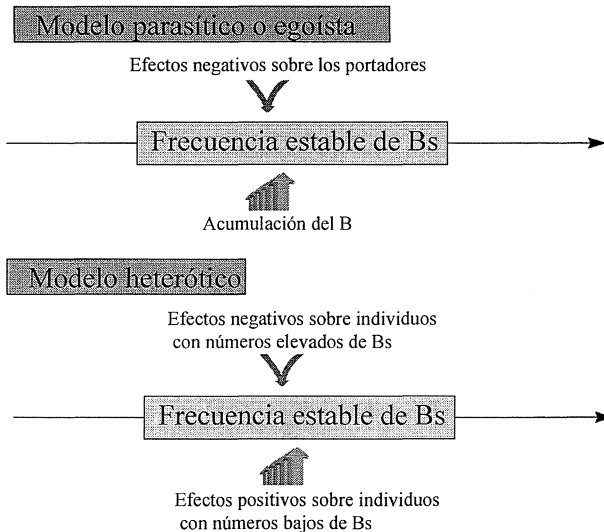 Modelo parasítico o egoísta
Efectos negativos sobre los portadores
Frecuencia estable de Bs
Acumulación del B
Modelo heterótico
Efectos negativos sobre individuos
con números elevados de Bs
Frecuencia estable de Bs
Efectos positivos sobre individuos
con números bajos de Bs